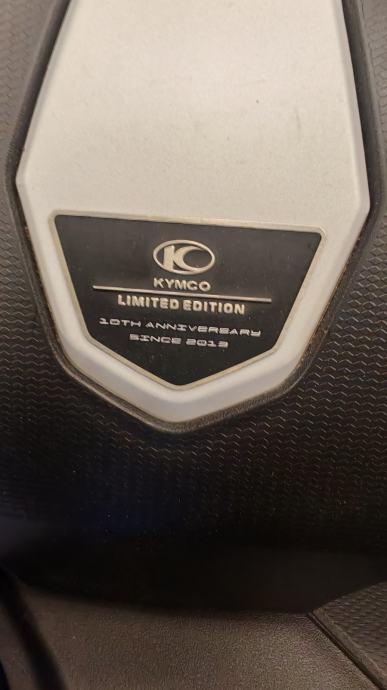 K
KYMCO
LIMITED EDITION
10TH ANNIVERSARY
SINCE 2013